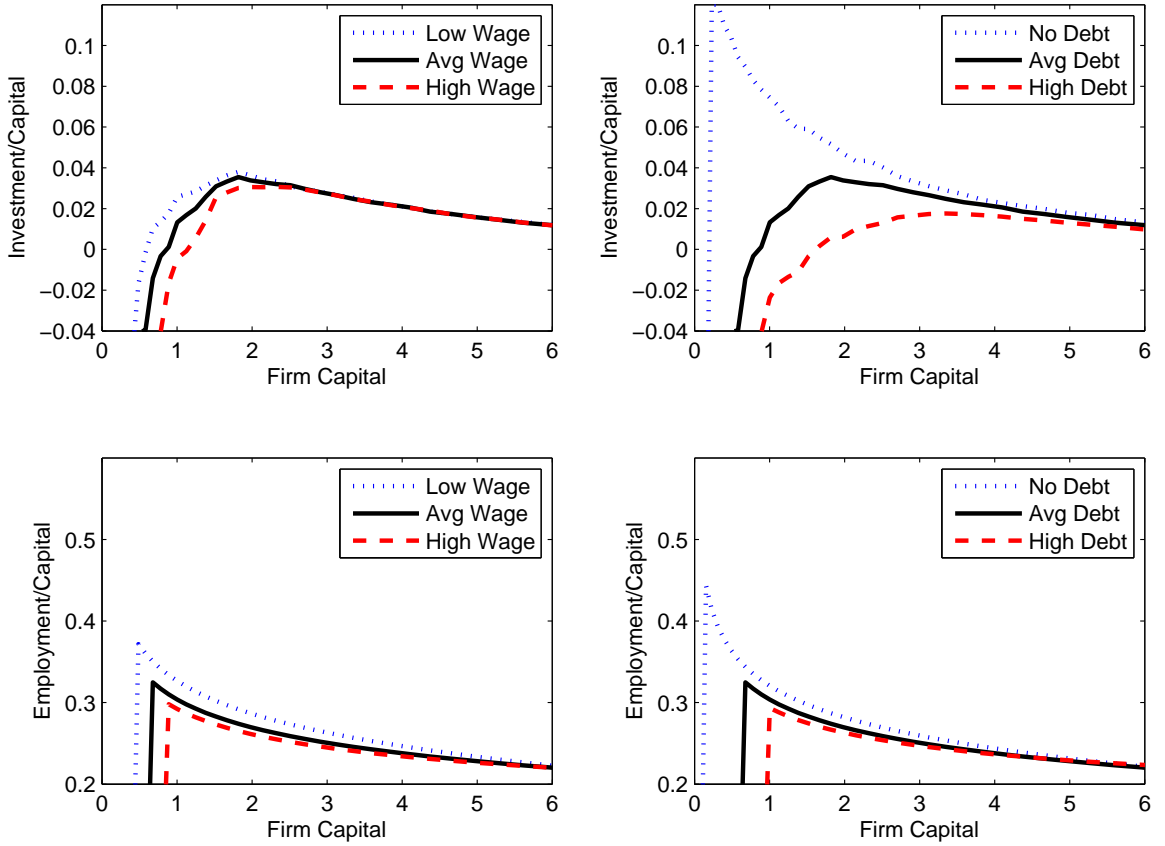 Low Wage
Avg Wage
High Wage
0.1
0.08
0.06
0.04
0.02
0
−0.02
−0.04
Investment/Capital
0 1 2 3 4 5 6
Firm Capital
No Debt
Avg Debt
High Debt
0.1
0.08
0.06
0.04
0.02
0
−0.02
−0.04
Investment/Capital
0 1 2 3 4 5 6
Firm Capital
Low Wage
Avg Wage
High Wage
0.5
0.4
0.3
0.2
Employment/Capital
0 1 2 3 4 5 6
Firm Capital
No Debt
Avg Debt
High Debt
0.5
0.4
0.3
0.2
Employment/Capital
0 1 2 3 4 5 6
Firm Capital